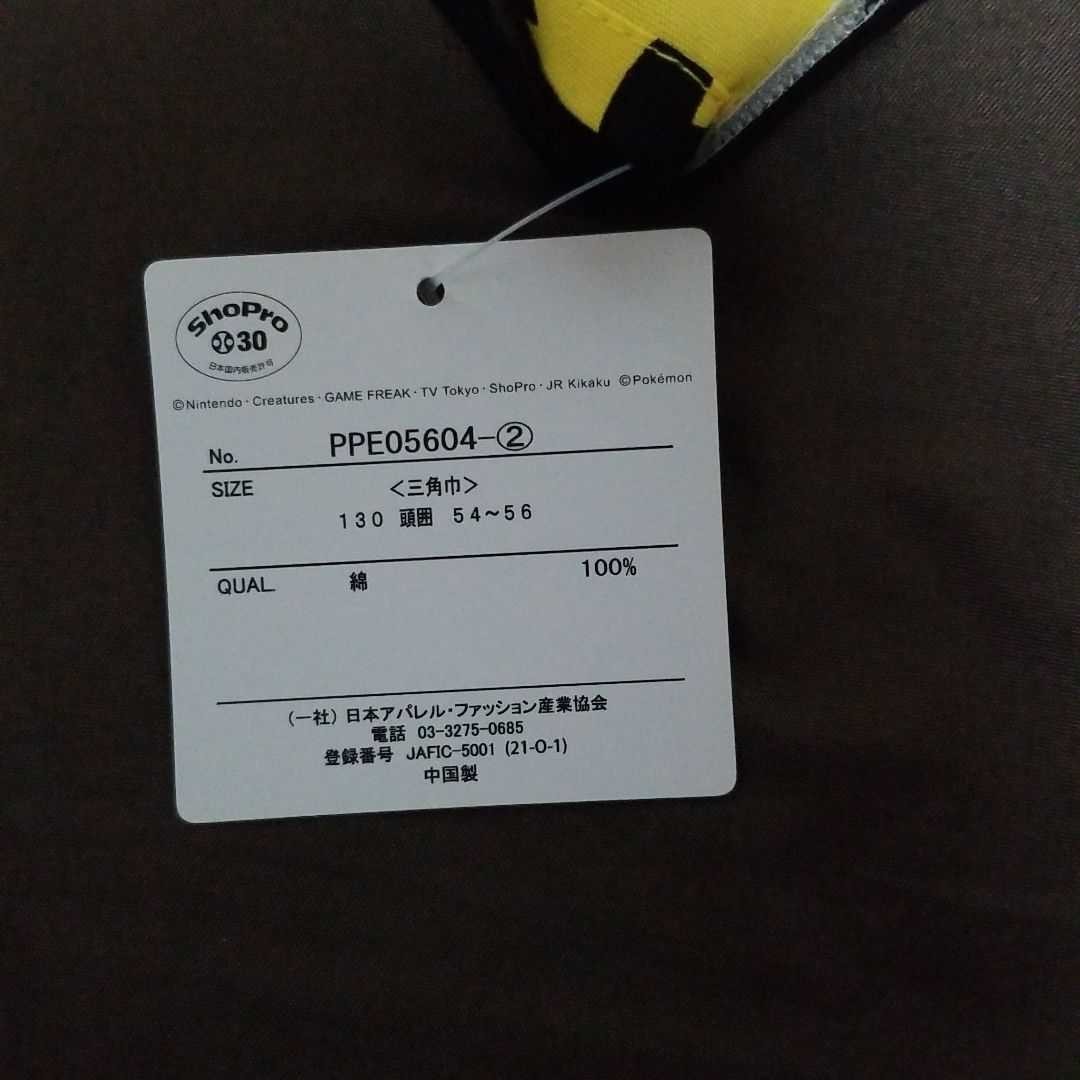 ShoPro
30
日本国内販売許可
©Nintendo・Creatures・GAME FREAK・TV Tokyo・ShoPro・JR Kikaku ©Pokémon
No. PPE05604-②
SIZE <三角巾>
130 頭囲 54～56
QUAL. 綿 100%
(一社) 日本アパレル・ファッション産業協会
電話 03-3275-0685
登録番号 JAFIC-5001 (21-O-1)
中国製